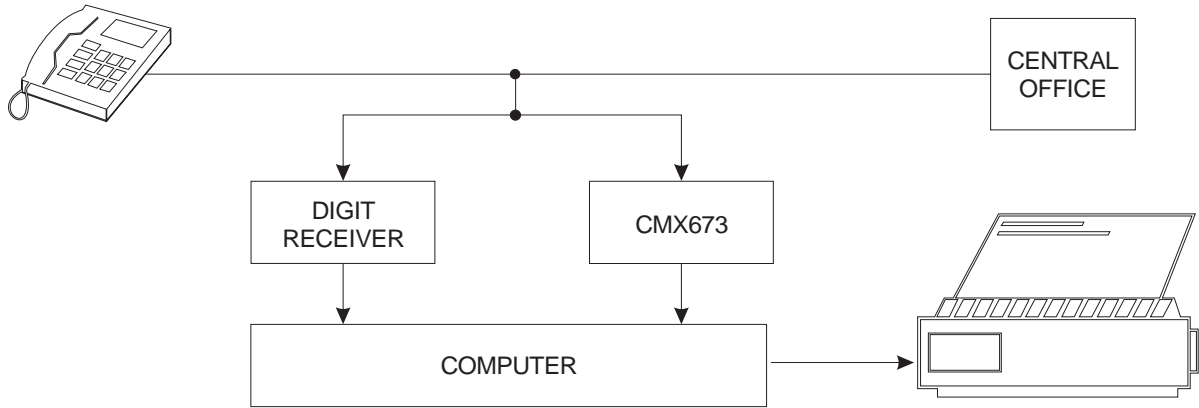 CENTRAL
OFFICE
DIGIT
RECEIVER
CMX673
COMPUTER